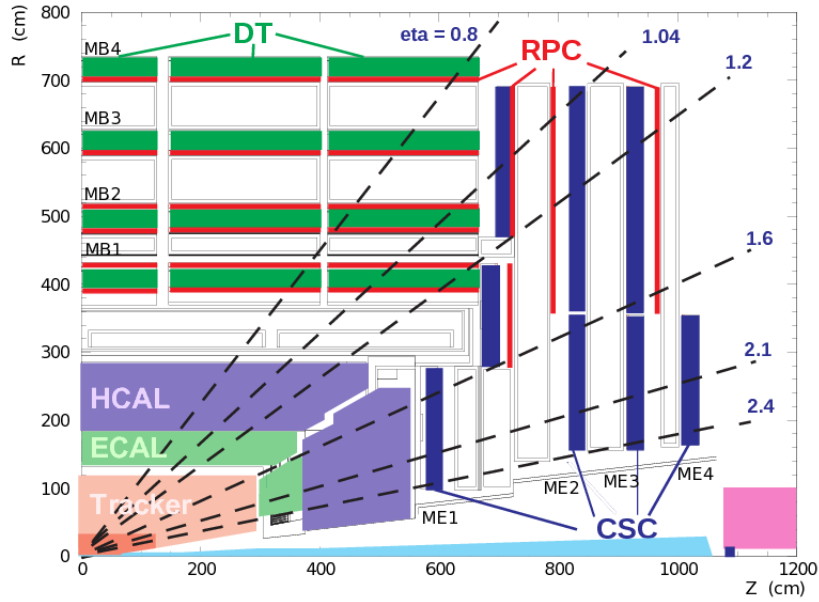 800
R (cm)
700
600
500
400
300
200
100
0
MB4
MB3
MB2
MB1
DT
eta = 0.8
RPC
1.04
1.2
1.6
2.1
2.4
HCAL
ECAL
Tracker
ME1
ME2
ME3
ME4
CSC
0
200
400
600
800
1000
1200
Z (cm)